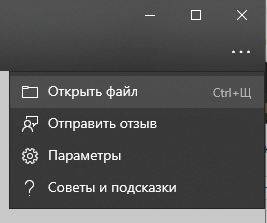 Открыть файл Ctrl+Щ
Отправить отзыв
Параметры
Советы и подсказки